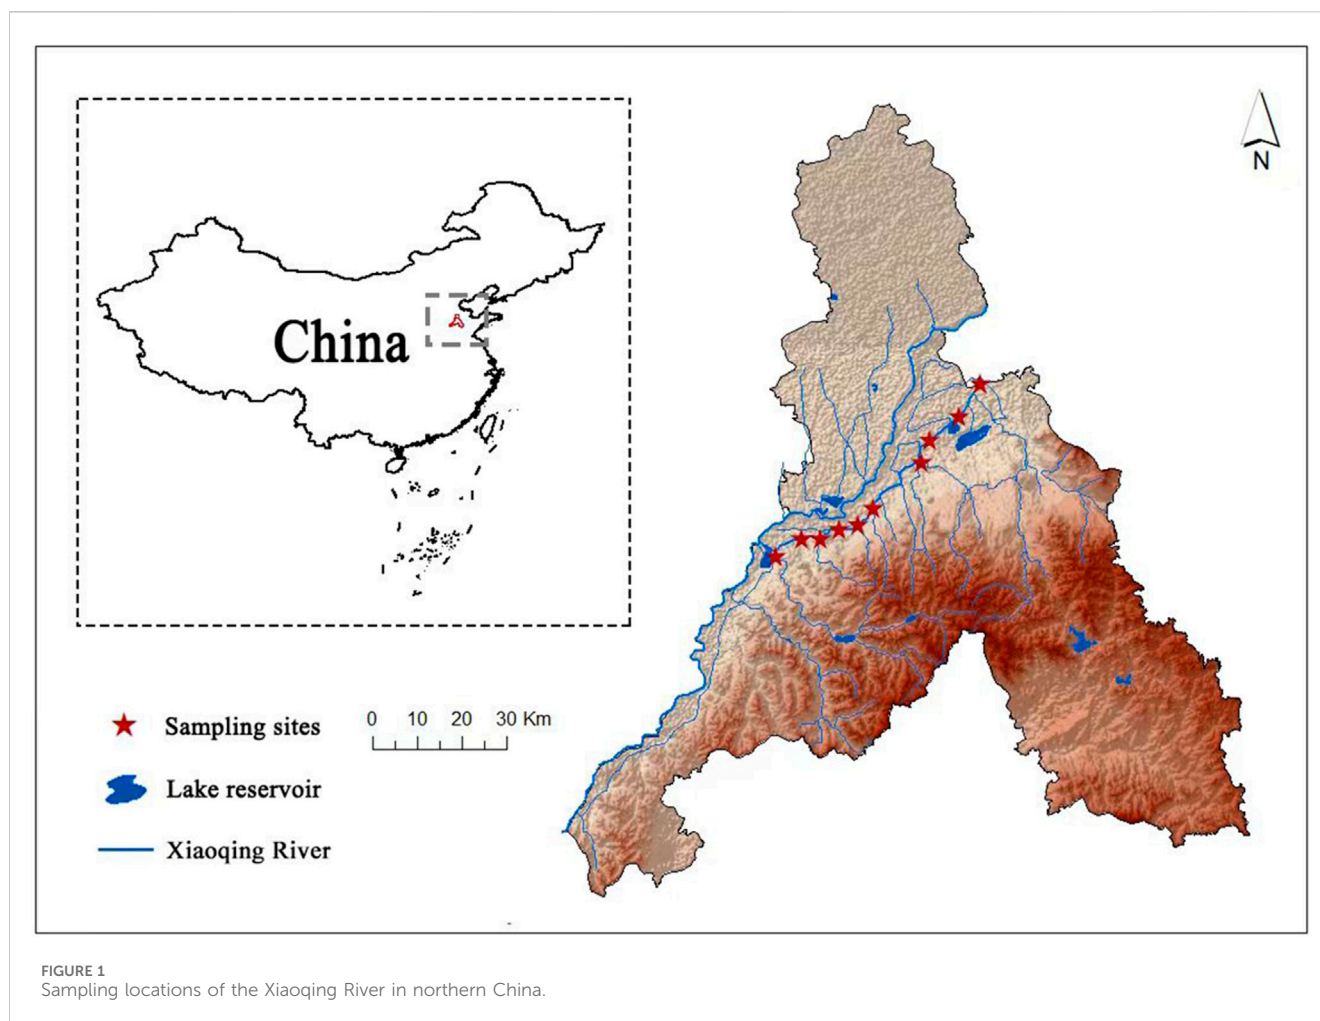 N
China
Sampling sites
0 10 20 30 Km
Lake reservoir
Xiaoqing River
FIGURE 1
Sampling locations of the Xiaoqing River in northern China.